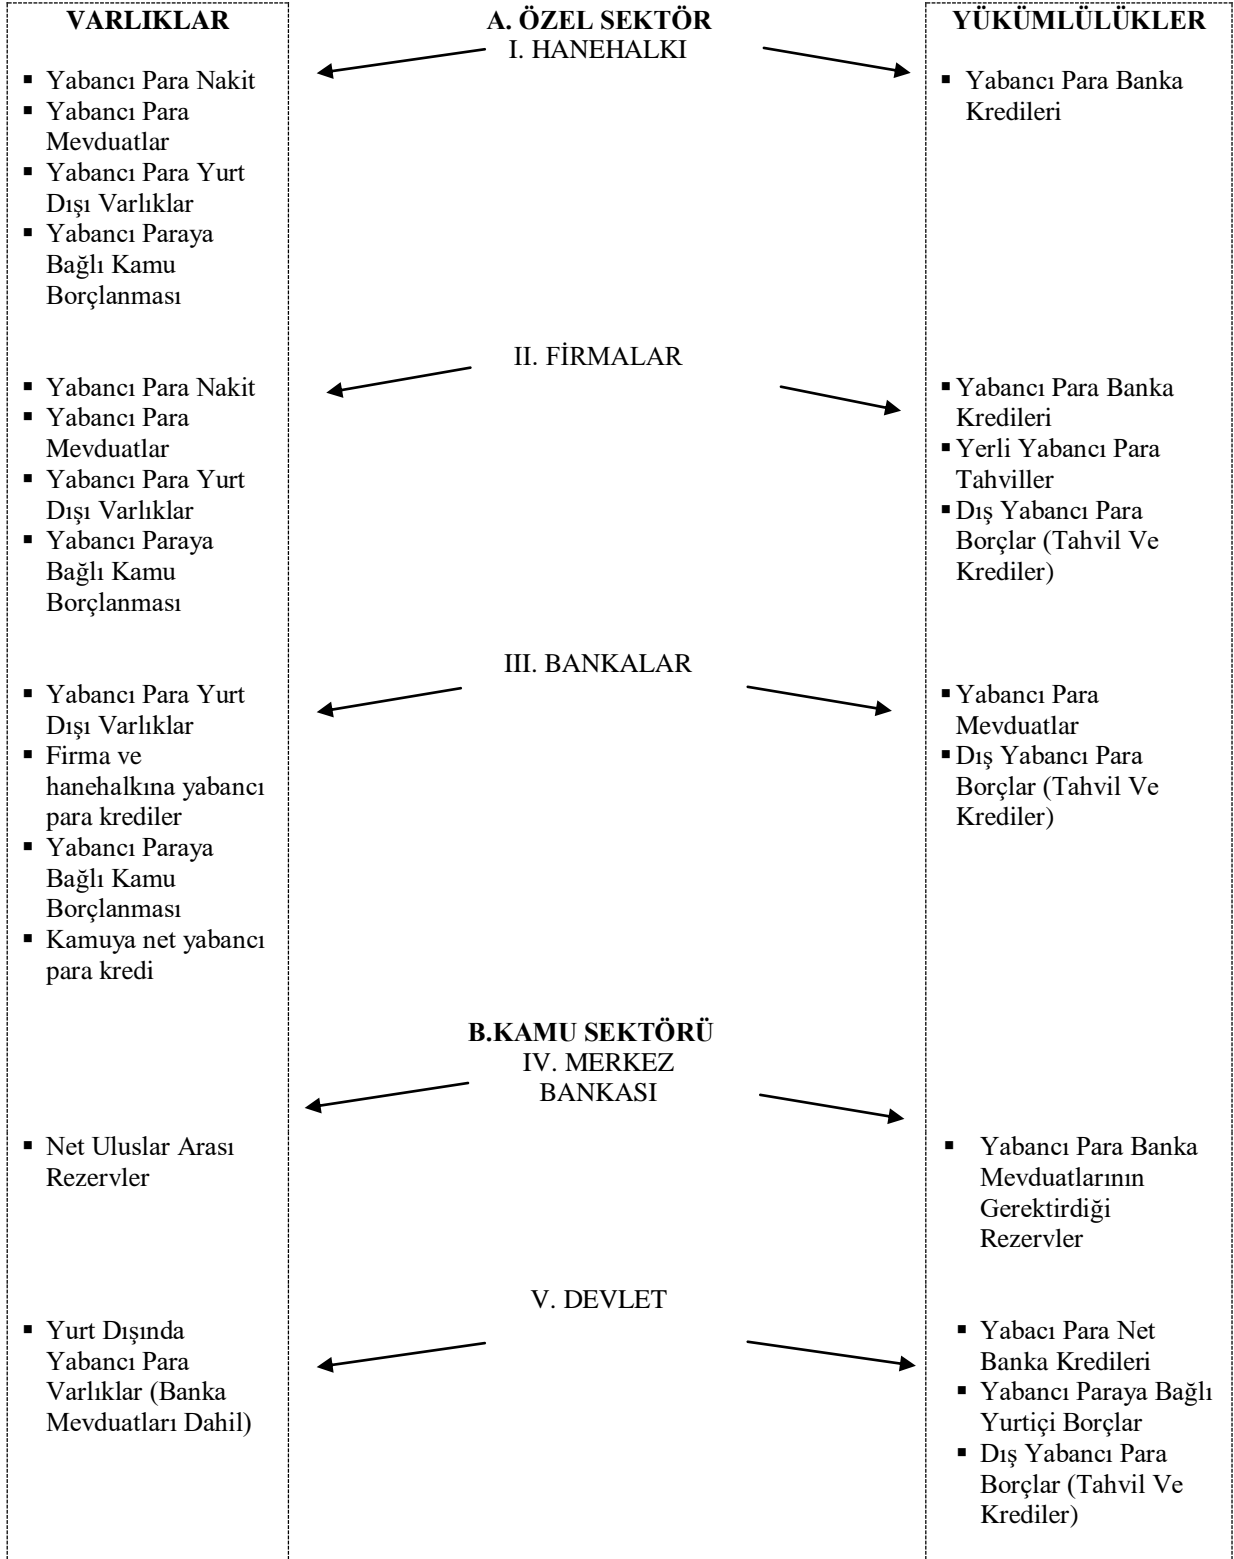 VARLIKLAR
A. ÖZEL SEKTÖR
YÜKÜMLÜLÜKLER
I. HANEHALKI
▪ Yabancı Para Nakit
▪ Yabancı Para
Mevduatlar
▪ Yabancı Para Yurt
Dışı Varlıklar
▪ Yabancı Paraya
Bağlı Kamu
Borçlanması
▪ Yabancı Para Banka
Kredileri
II. FİRMALAR
▪ Yabancı Para Nakit
▪ Yabancı Para
Mevduatlar
▪ Yabancı Para Yurt
Dışı Varlıklar
▪ Yabancı Paraya
Bağlı Kamu
Borçlanması
▪ Yabancı Para Banka
Kredileri
▪ Yerli Yabancı Para
Tahviller
▪ Dış Yabancı Para
Borçlar (Tahvil Ve
Krediler)
III. BANKALAR
▪ Yabancı Para Yurt
Dışı Varlıklar
▪ Firma ve
hanehalkına yabancı
para krediler
▪ Yabancı Paraya
Bağlı Kamu
Borçlanması
▪ Kamuya net yabancı
para kredi
▪ Yabancı Para
Mevduatlar
▪ Dış Yabancı Para
Borçlar (Tahvil Ve
Krediler)
B.KAMU SEKTÖRÜ
IV. MERKEZ
BANKASI
▪ Net Uluslar Arası
Rezervler
▪ Yabancı Para Banka
Mevduatlarının
Gerektirdiği
Rezervler
V. DEVLET
▪ Yurt Dışında
Yabancı Para
Varlıklar (Banka
Mevduatları Dahil)
▪ Yabacı Para Net
Banka Kredileri
▪ Yabancı Paraya Bağlı
Yurtiçi Borçlar
▪ Dış Yabancı Para
Borçlar (Tahvil Ve
Krediler)